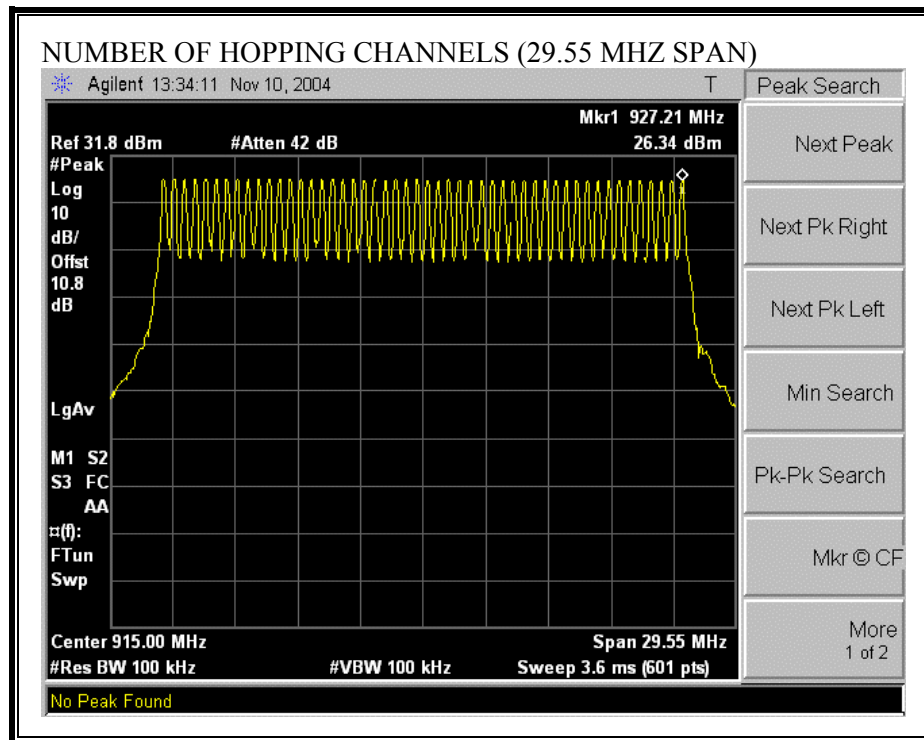 NUMBER OF HOPPING CHANNELS (29.55 MHZ SPAN)
Agilent 13:34:11 Nov 10, 2004 T
Peak Search
Mkr1 927.21 MHz
Ref 31.8 dBm #Atten 42 dB 26.34 dBm
#Peak
Log
10
dB/
Offst
10.8
dB
LgAv
M1 S2
S3 FC
AA
¤(f):
FTun
Swp
Center 915.00 MHz Span 29.55 MHz
#Res BW 100 kHz #VBW 100 kHz Sweep 3.6 ms (601 pts)
No Peak Found
Next Peak
Next Pk Right
Next Pk Left
Min Search
Pk-Pk Search
Mkr © CF
More
1 of 2